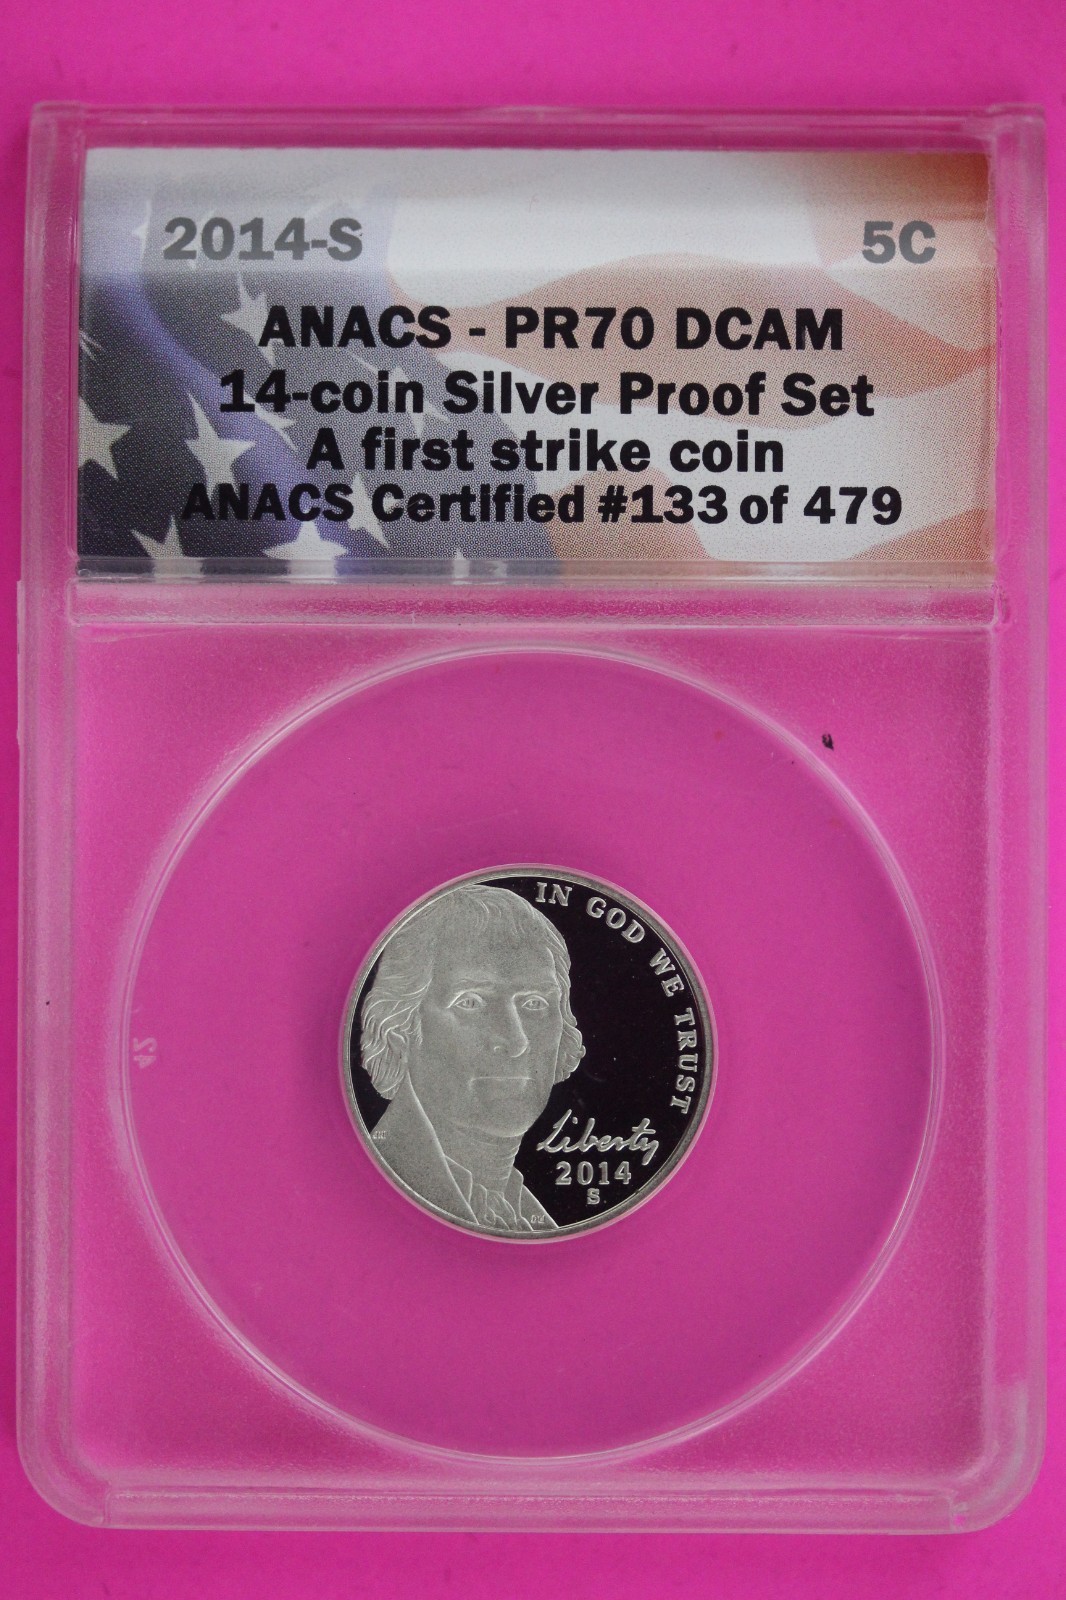 2014-S 5C
ANACS - PR70 DCAM
14-coin Silver Proof Set
A first strike coin
ANACS Certified #133 of 479
IN GOD WE TRUST
Liberty
2014
S
24